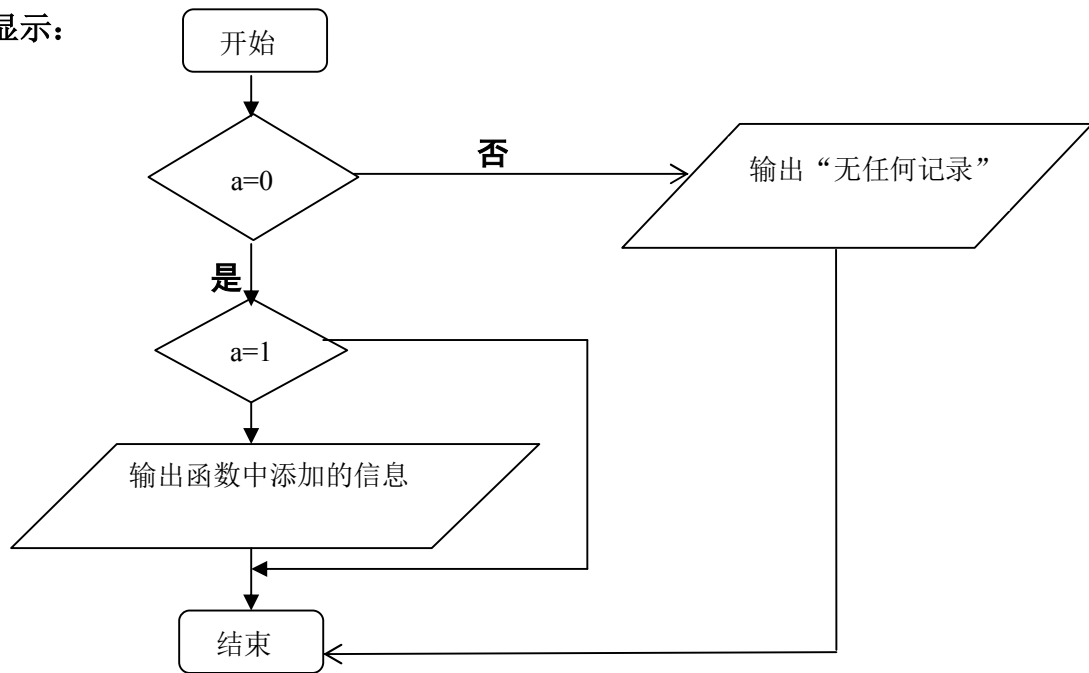 显示：
开始
a=0
否
输出“无任何记录”
是
a=1
输出函数中添加的信息
结束